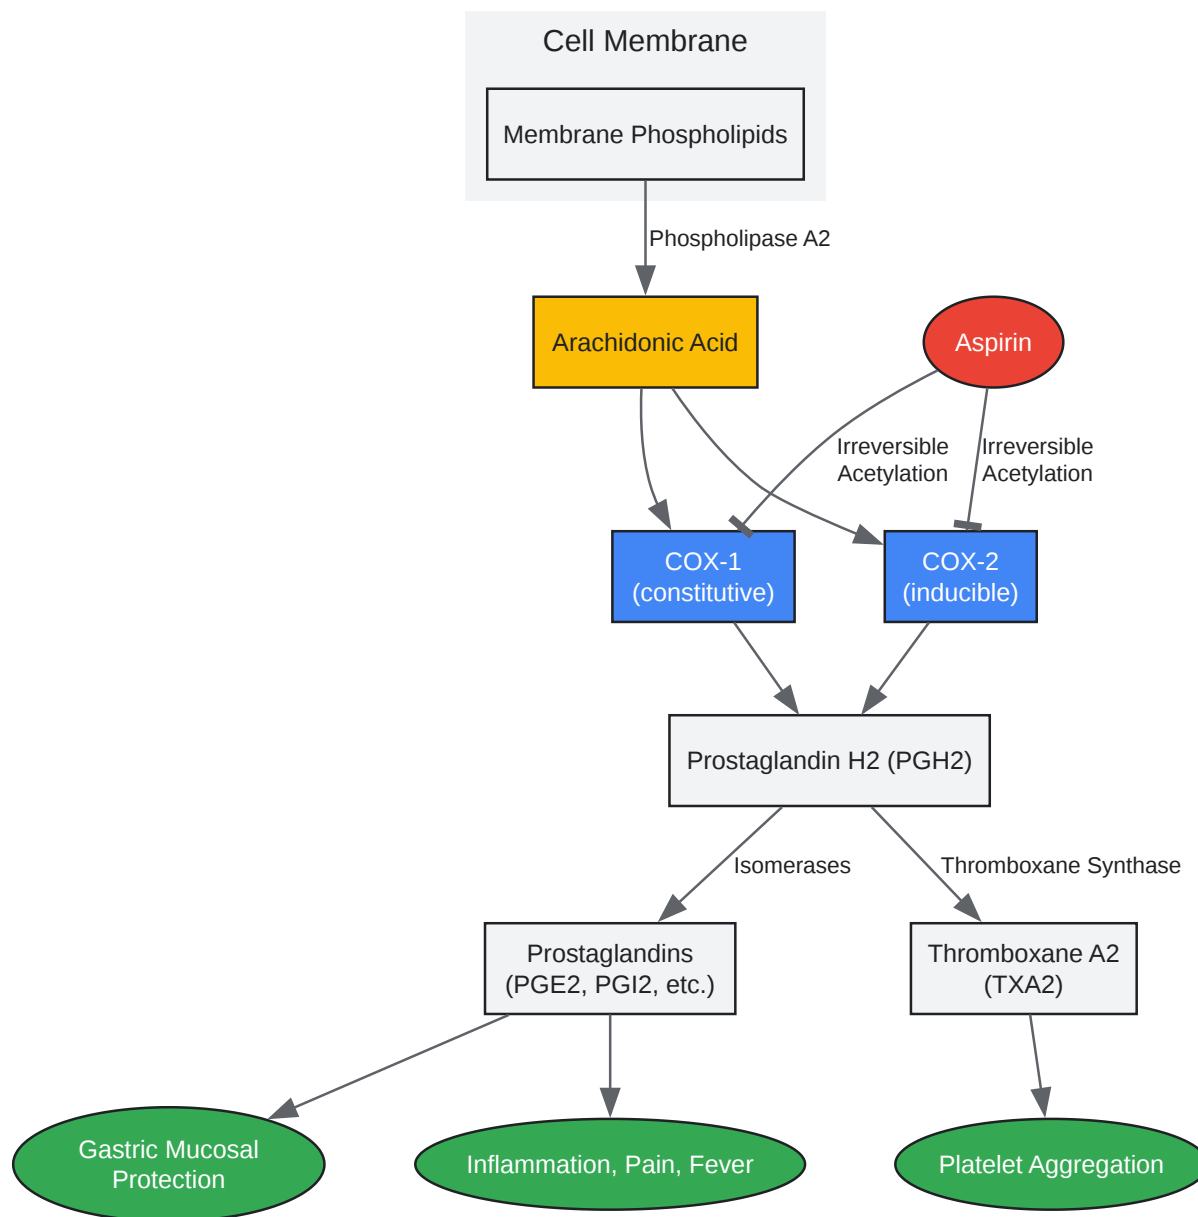 Cell Membrane
Membrane Phospholipids
Phospholipase A2
Arachidonic Acid
Aspirin
Irreversible
Acetylation
Irreversible
Acetylation
COX-1
(constitutive)
COX-2
(inducible)
Prostaglandin H2 (PGH2)
Isomerases
Thromboxane Synthase
Prostaglandins
(PGE2, PGI2, etc.)
Thromboxane A2
(TXA2)
Gastric Mucosal
Protection
Inflammation, Pain, Fever
Platelet Aggregation